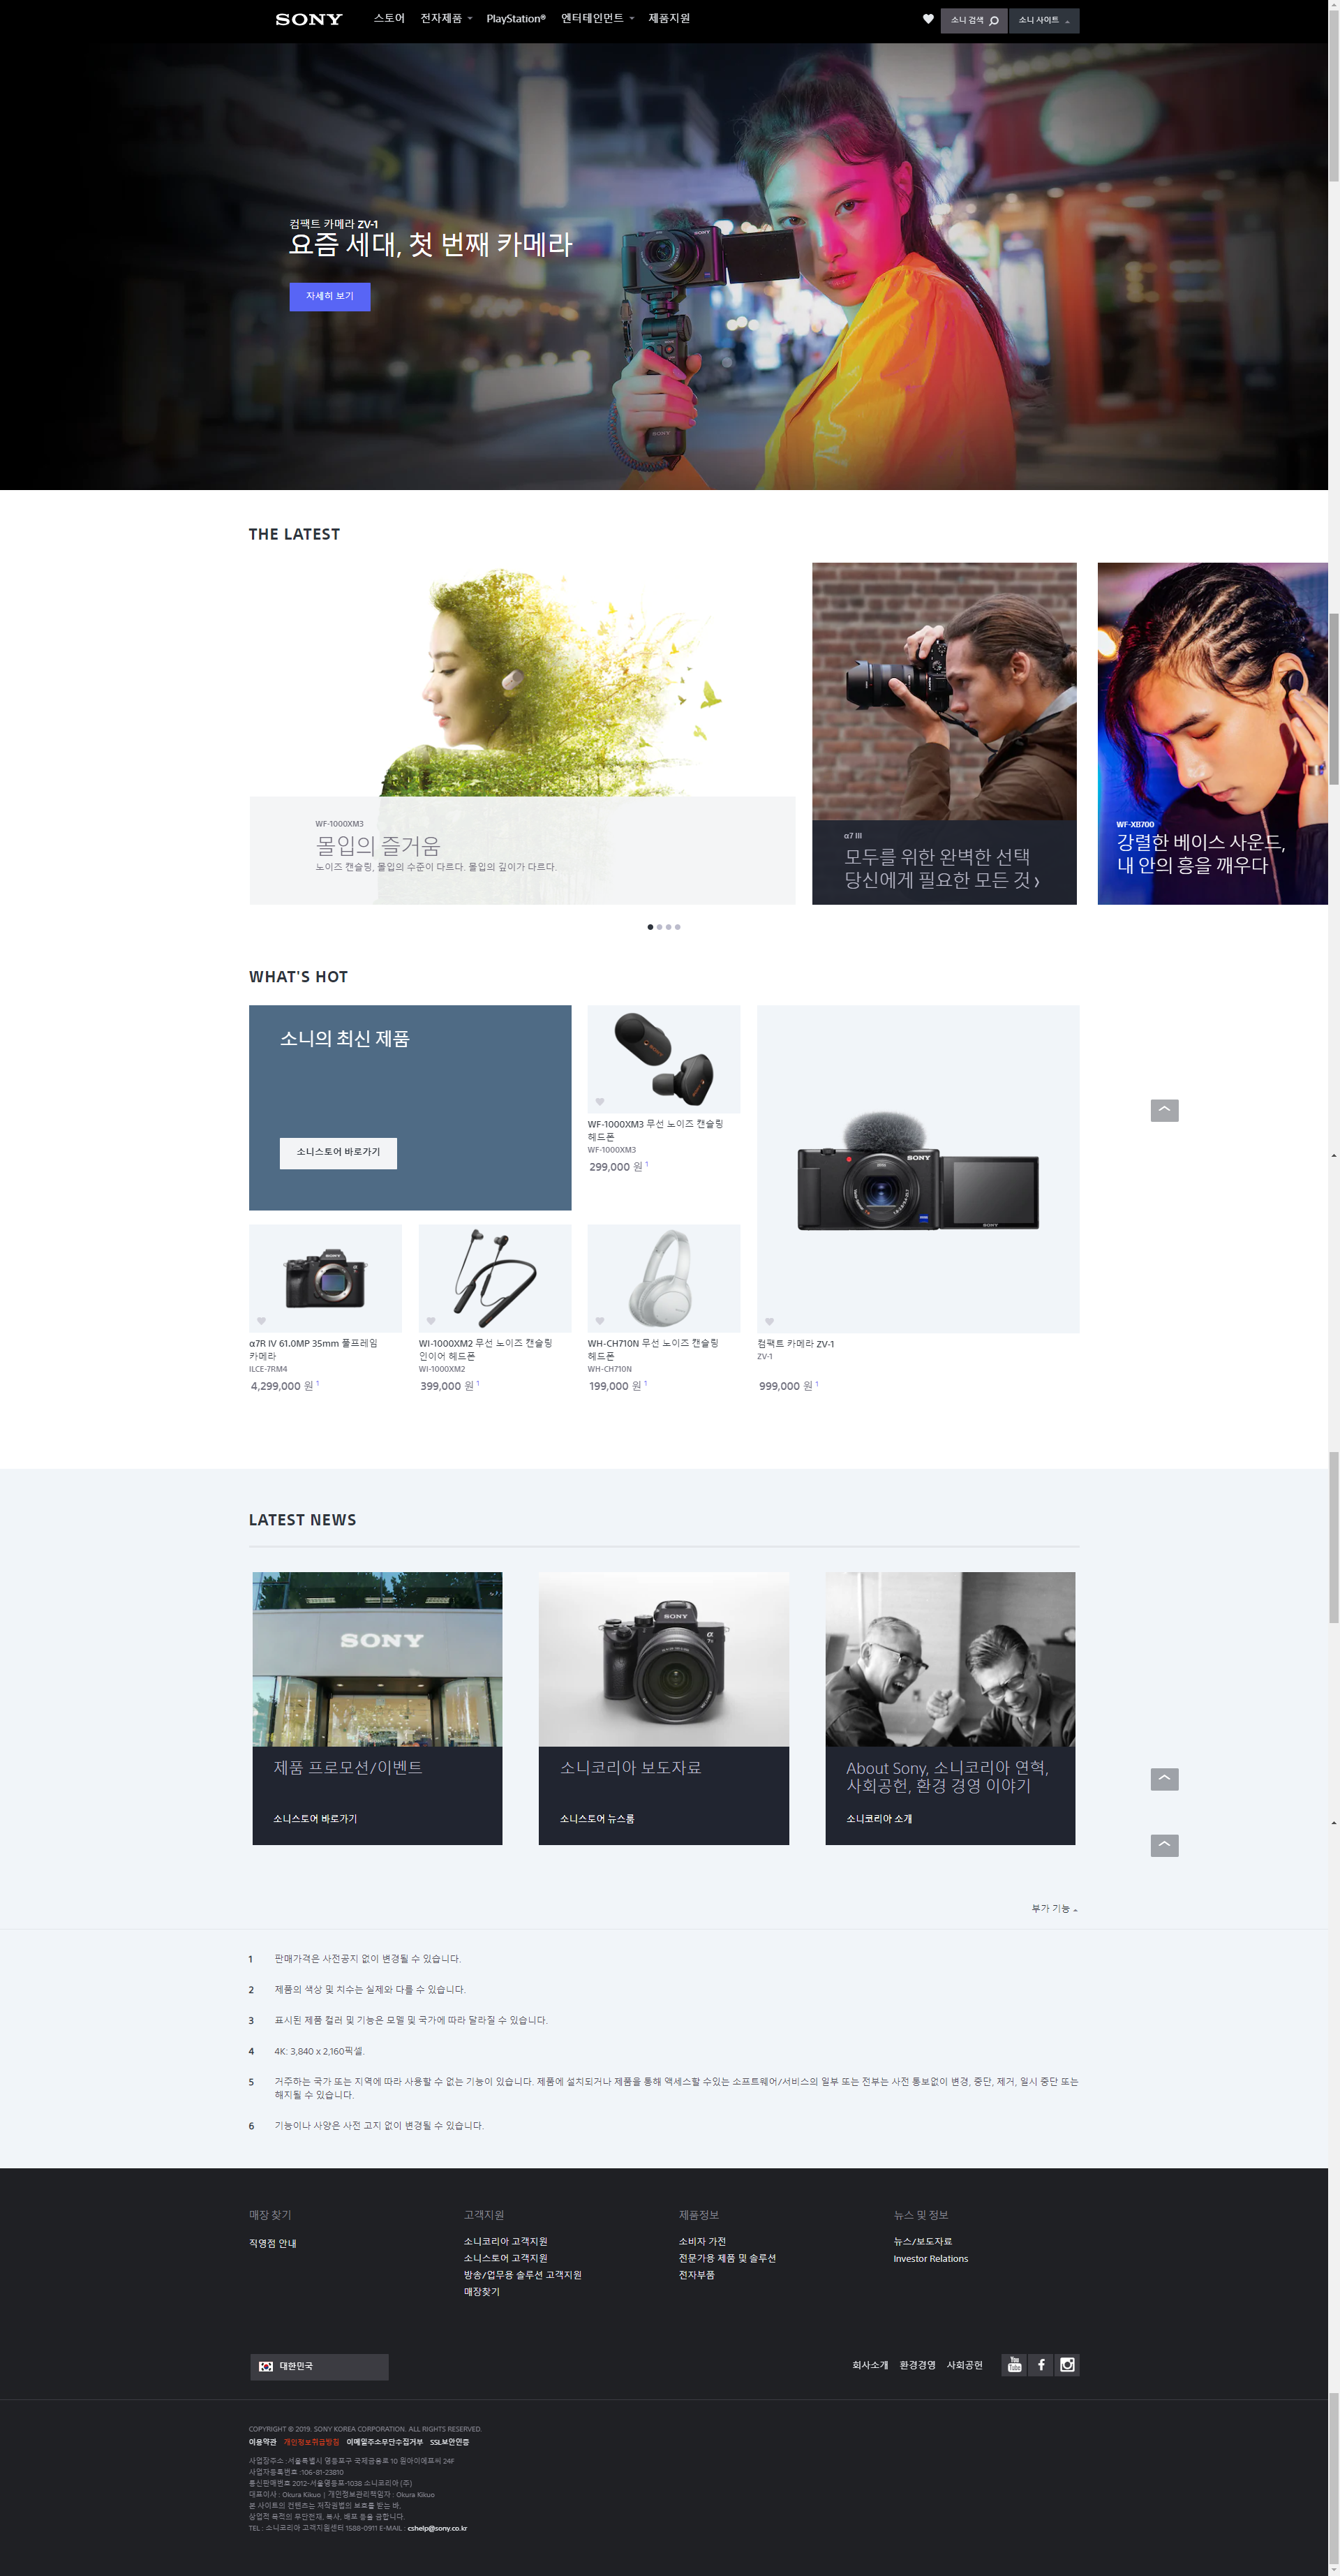 SONY
스토어 전자제품 PlayStation® 엔터테인먼트 제품지원
소니 검색 소니 사이트
컴팩트 카메라 ZV-1
요즘 세대, 첫 번째 카메라
자세히 보기
THE LATEST
WF-1000XM3
몰입의 즐거움
노이즈 캔슬링, 몰입의 수준이 다르다. 몰입의 깊이가 다르다.
α7 III
모두를 위한 완벽한 선택
당신에게 필요한 모든 것 ›
WF-XB700
강렬한 베이스 사운드,
내 안의 흥을 깨우다
WHAT'S HOT
소니의 최신 제품
소니스토어 바로가기
WF-1000XM3 무선 노이즈 캔슬링
헤드폰
WF-1000XM3
299,000 원 1
α7R IV 61.0MP 35mm 풀프레임
카메라
ILCE-7RM4
4,299,000 원 1
WI-1000XM2 무선 노이즈 캔슬링
인이어 헤드폰
WI-1000XM2
399,000 원 1
WH-CH710N 무선 노이즈 캔슬링
헤드폰
WH-CH710N
199,000 원 1
SONY
SONY
컴팩트 카메라 ZV-1
ZV-1
999,000 원 1
LATEST NEWS
SONY
제품 프로모션/이벤트
소니스토어 바로가기
SONY
소니코리아 보도자료
소니스토어 뉴스룸
About Sony, 소니코리아 연혁,
사회공헌, 환경 경영 이야기
소니코리아 소개
부가 기능
1 판매가격은 사전공지 없이 변경될 수 있습니다.
2 제품의 색상 및 치수는 실제와 다를 수 있습니다.
3 표시된 제품 컬러 및 기능은 모델 및 국가에 따라 달라질 수 있습니다.
4 4K: 3,840 x 2,160픽셀.
5 거주하는 국가 또는 지역에 따라 사용할 수 없는 기능이 있습니다. 제품에 설치되거나 제품을 통해 액세스할 수있는 소프트웨어/서비스의 일부 또는 전부는 사전 통보없이 변경, 중단, 제거, 일시 중단 또는
해지될 수 있습니다.
6 기능이나 사양은 사전 고지 없이 변경될 수 있습니다.
매장 찾기
직영점 안내
고객지원
소니코리아 고객지원
소니스토어 고객지원
방송/업무용 솔루션 고객지원
매장찾기
제품정보
소비자 가전
전문가용 제품 및 솔루션
전자부품
뉴스 및 정보
뉴스/보도자료
Investor Relations
대한민국
회사소개 환경경영 사회공헌
You Tube
COPYRIGHT © 2019. SONY KOREA CORPORATION. ALL RIGHTS RESERVED.
이용약관 개인정보취급방침 이메일주소무단수집거부 SSL보안인증
사업장주소 :서울특별시 영등포구 국제금융로 10 원아이에프씨 24F
사업자등록번호 :106-81-23810
통신판매번호 2012-서울영등포-1038 소니코리아 (주)
대표이사 : Okura Kikuo | 개인정보관리책임자 : Okura Kikuo
본 사이트의 컨텐츠는 저작권법의 보호를 받는 바,
상업적 목적의 무단전재, 복사, 배포 등을 금합니다.
TEL : 소니코리아 고객지원센터 1588-0911 E-MAIL : cshelp@sony.co.kr